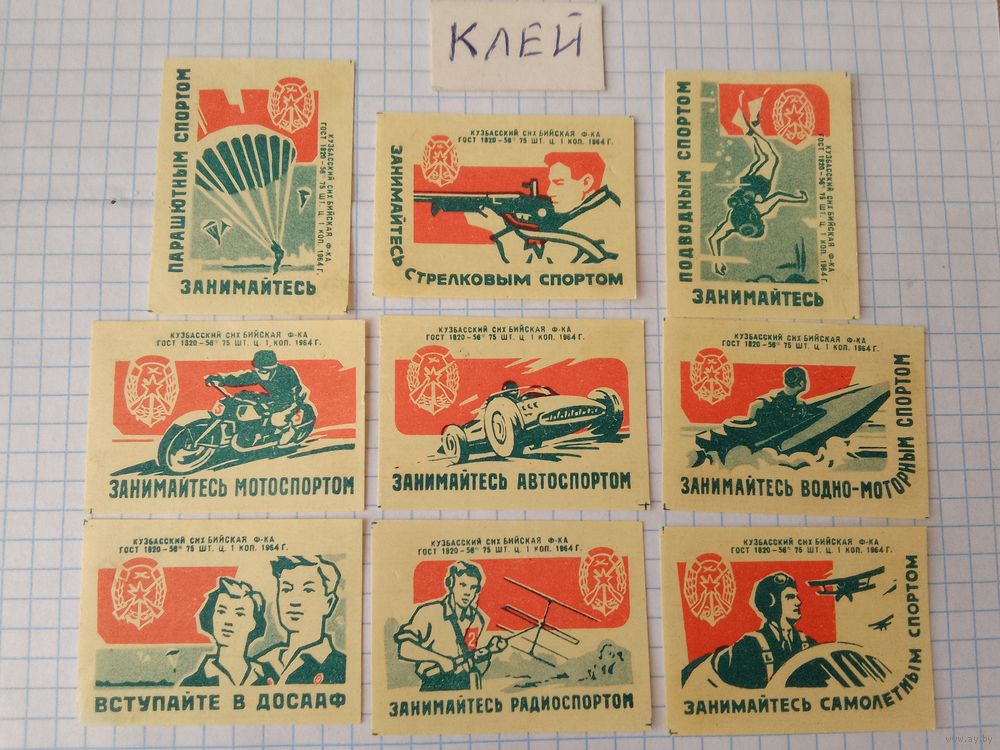 КЛЕЙ
ПАРАШЮТНЫМ СПОРТОМ
КУЗБАССКИЙ СНХ БИЙСКАЯ Ф-КА
ГОСТ 1820-56* 75 ШТ. Ц. 1 КОП. 1964 Г.
ЗАНИМАЙТЕСЬ
КУЗБАССКИЙ СНХ БИЙСКАЯ Ф-КА
ГОСТ 1820-56* 75 ШТ. Ц. 1 КОП. 1964 Г.
ЗАНИМАЙТЕСЬ
СТРЕЛКОВЫМ СПОРТОМ
ПОДВОДНЫМ СПОРТОМ
КУЗБАССКИЙ СНХ БИЙСКАЯ Ф-КА
ГОСТ 1820-56* 75 ШТ. Ц. 1 КОП. 1964 Г.
ЗАНИМАЙТЕСЬ
КУЗБАССКИЙ СНХ БИЙСКАЯ Ф-КА
ГОСТ 1820-56* 75 ШТ. Ц. 1 КОП. 1964 Г.
ЗАНИМАЙТЕСЬ МОТОСПОРТОМ
КУЗБАССКИЙ СНХ БИЙСКАЯ Ф-КА
ГОСТ 1820-56* 75 ШТ. Ц. 1 КОП. 1964 Г.
ЗАНИМАЙТЕСЬ АВТОСПОРТОМ
КУЗБАССКИЙ СНХ БИЙСКАЯ Ф-КА
ГОСТ 1820-56* 75 ШТ. Ц. 1 КОП. 1964 Г.
ЗАНИМАЙТЕСЬ ВОДНО-МОТОРНЫМ СПОРТОМ
КУЗБАССКИЙ СНХ БИЙСКАЯ Ф-КА
ГОСТ 1820-56* 75 ШТ. Ц. 1 КОП. 1964 Г.
ВСТУПАЙТЕ В ДОСААФ
КУЗБАССКИЙ СНХ БИЙСКАЯ Ф-КА
ГОСТ 1820-56* 75 ШТ. Ц. 1 КОП. 1964 Г.
2
ЗАНИМАЙТЕСЬ РАДИОСПОРТОМ
КУЗБАССКИЙ СНХ БИЙСКАЯ Ф-КА
ГОСТ 1820-56* 75 ШТ. Ц. 1 КОП. 1964 Г.
ЗАНИМАЙТЕСЬ САМОЛЕТНЫМ СПОРТОМ
www.ay.by